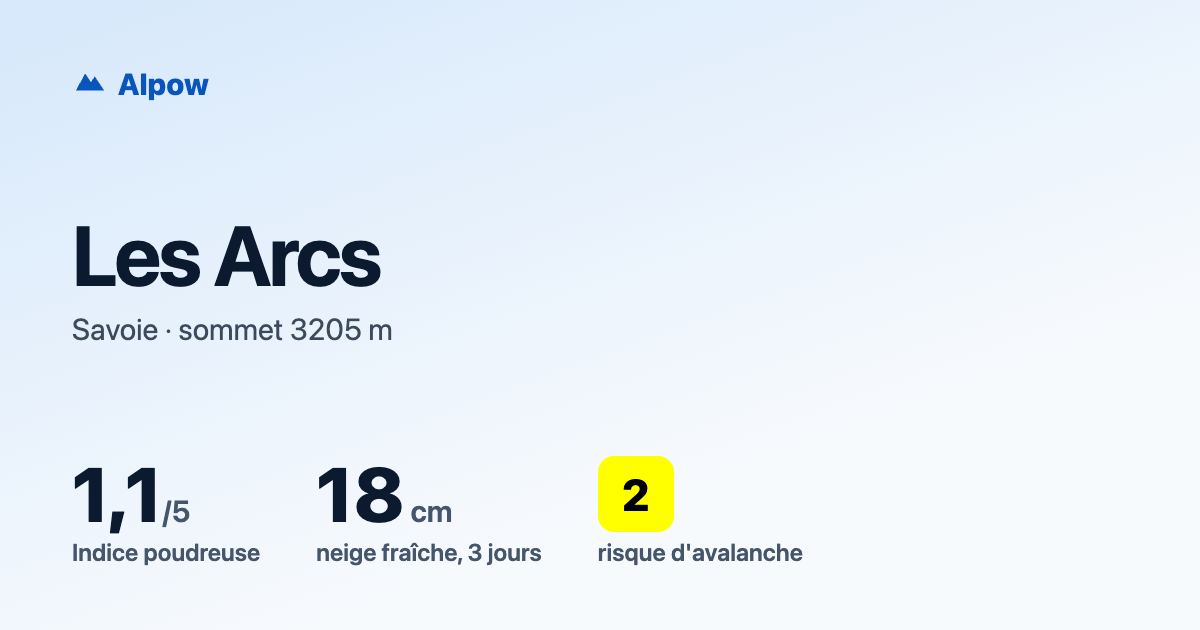 Alpow
Les Arcs
Savoie · sommet 3205 m
1,1/5
Indice poudreuse
18 cm
neige fraîche, 3 jours
2
risque d'avalanche